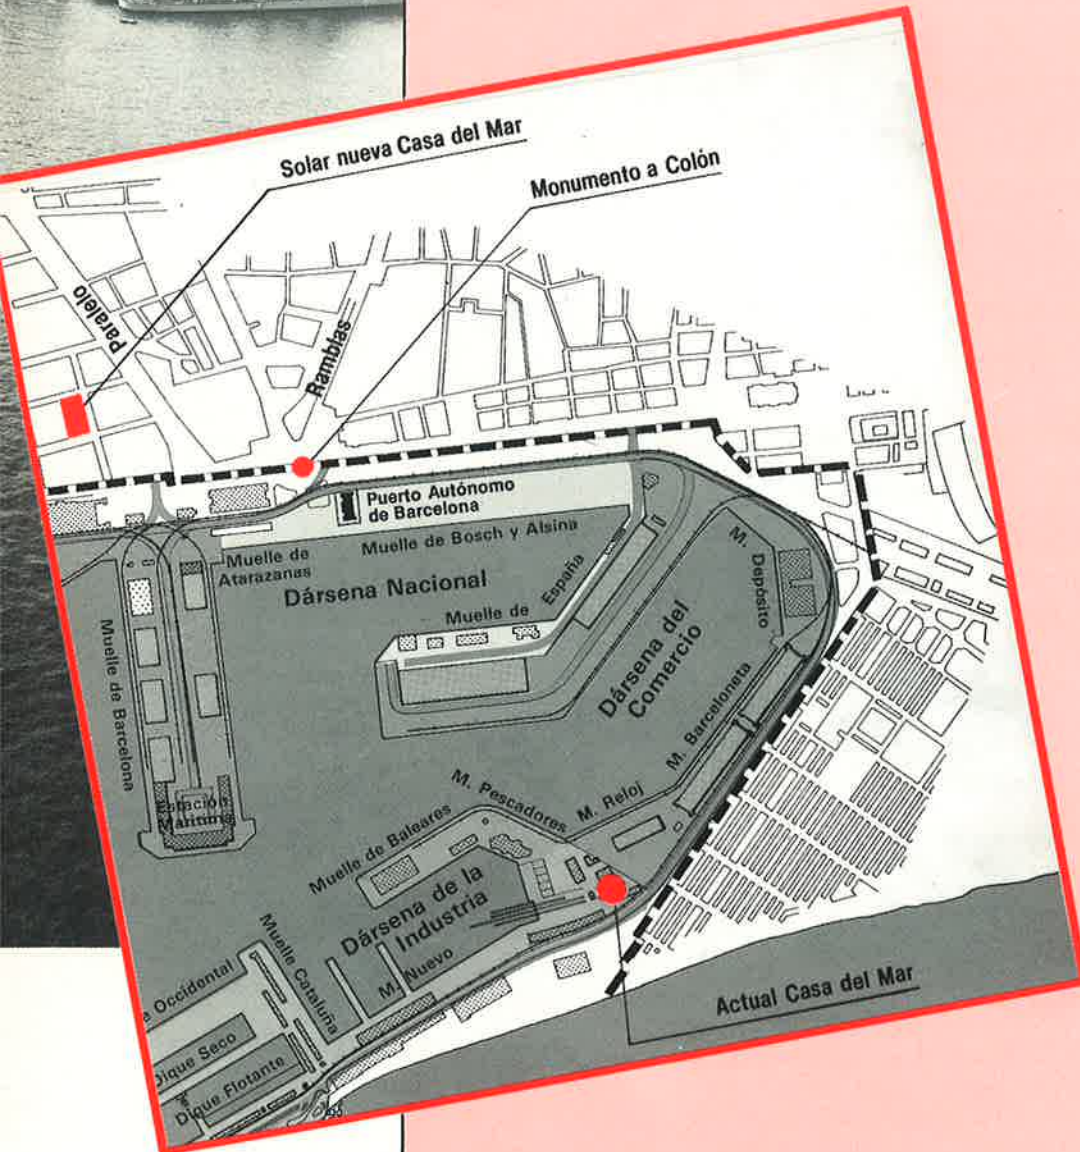 Solar nueva Casa del Mar
Monumento a Colón
Paralelo
Ramblas
Puerto Autónomo
de Barcelona
Muelle de Bosch y Alsina
Muelle de
Atarazanas
Dársena Nacional
Muelle de España
M. Depósito
Dársena del
Comercio
Muelle de Barcelona
M. Barceloneta
Estación
Marítima
M. Pescadores
M. Reloj
Muelle de Baleares
Dársena de la
Industria
M. Nuevo
Muelle Cataluña
Occidental
Dique Seco
Dique Flotante
Actual Casa del Mar